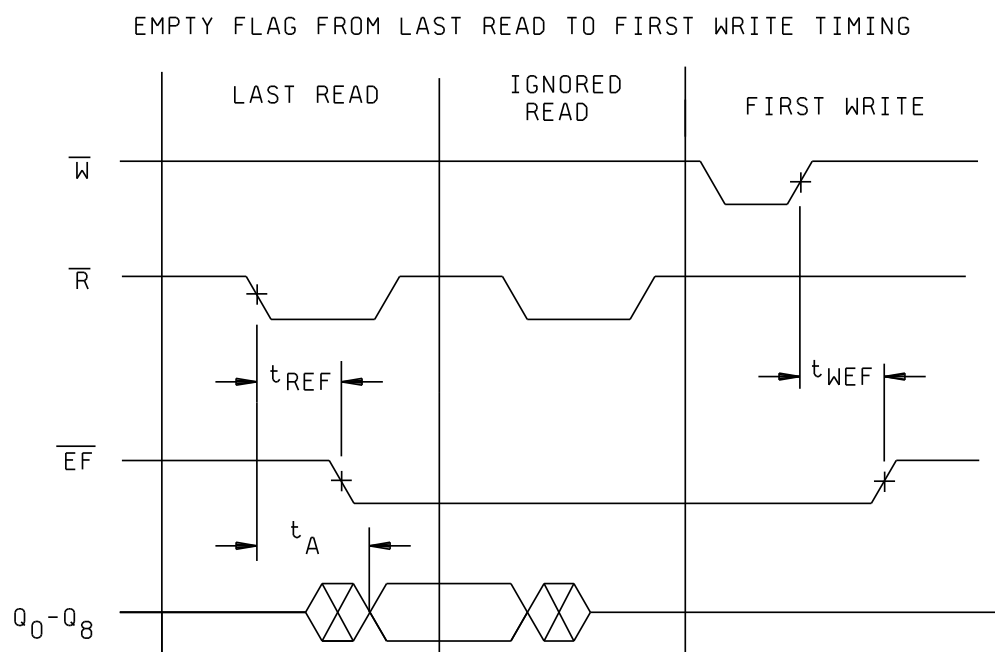 EMPTY FLAG FROM LAST READ TO FIRST WRITE TIMING
LAST READ
IGNORED
READ
FIRST WRITE
W̅
R̅
tREF
tWEF
E̅F̅
tA
Q0-Q8